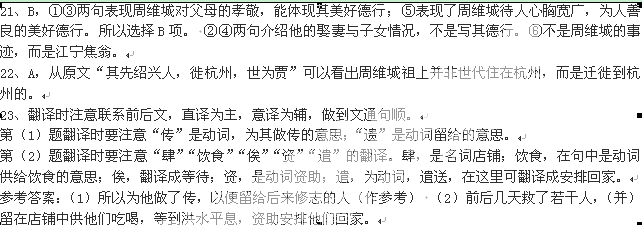 21、B，①③两句表现周维城对父母的孝敬，能体现其美好德行；⑤表现了周维城待人心胸宽广，为人善
良的美好德行。所以选择B项。②④两句介绍他的娶妻与子女情况，不是写其德行。⑥不是周维城的事
迹，而是江宁焦翁。
22、A，从原文“其先绍兴人，徙杭州，世为贾”可以看出周维城祖上并非世代住在杭州，而是迁徙到杭
州的。
23、翻译时注意联系前后文，直译为主，意译为辅，做到文通句顺。
第（1）题翻译时要注意“传”是动词，为其做传的意思；“遗”是动词留给的意思。
第（2）题翻译时要注意“肆”“饮食”“俟”“资”“遣”的翻译。肆，是名词店铺；饮食，在句中是动词
供给饮食的意思；俟，翻译成等待；资，是动词资助；遣，为动词，遣送，在这里可翻译成安排回家。
参考答案：（1）所以为他做了传，以便留给后来修志的人（作参考）（2）前后几天救了若干人，（并）
留在店铺中供他们吃喝，等到洪水平息，资助安排他们回家。